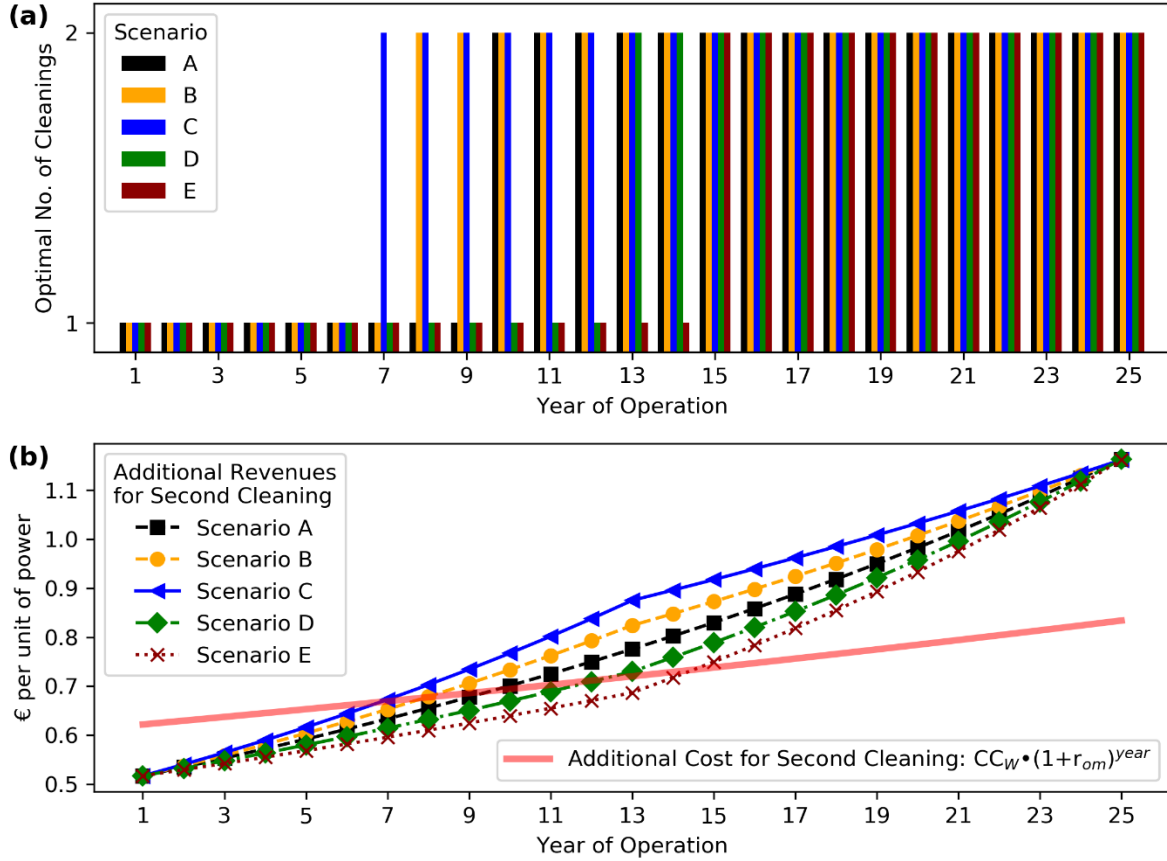 (a)
Optimal No. of Cleanings
2
1
Scenario
A
B
C
D
E
1 3 5 7 9 11 13 15 17 19 21 23 25
Year of Operation
(b)
€ per unit of power
1.1
1.0
0.9
0.8
0.7
0.6
0.5
Additional Revenues
for Second Cleaning
Scenario A
Scenario B
Scenario C
Scenario D
Scenario E
Additional Cost for Second Cleaning: CC_W•(1+r_om)^year
1 3 5 7 9 11 13 15 17 19 21 23 25
Year of Operation